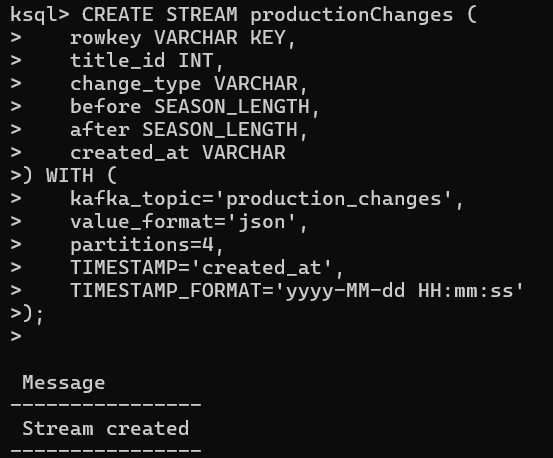 ksql> CREATE STREAM productionChanges (
>    rowkey VARCHAR KEY,
>    title_id INT,
>    change_type VARCHAR,
>    before SEASON_LENGTH,
>    after SEASON_LENGTH,
>    created_at VARCHAR
>) WITH (
>    kafka_topic='production_changes',
>    value_format='json',
>    partitions=4,
>    TIMESTAMP='created_at',
>    TIMESTAMP_FORMAT='yyyy-MM-dd HH:mm:ss'
>);
>
 Message
----------------
 Stream created
----------------